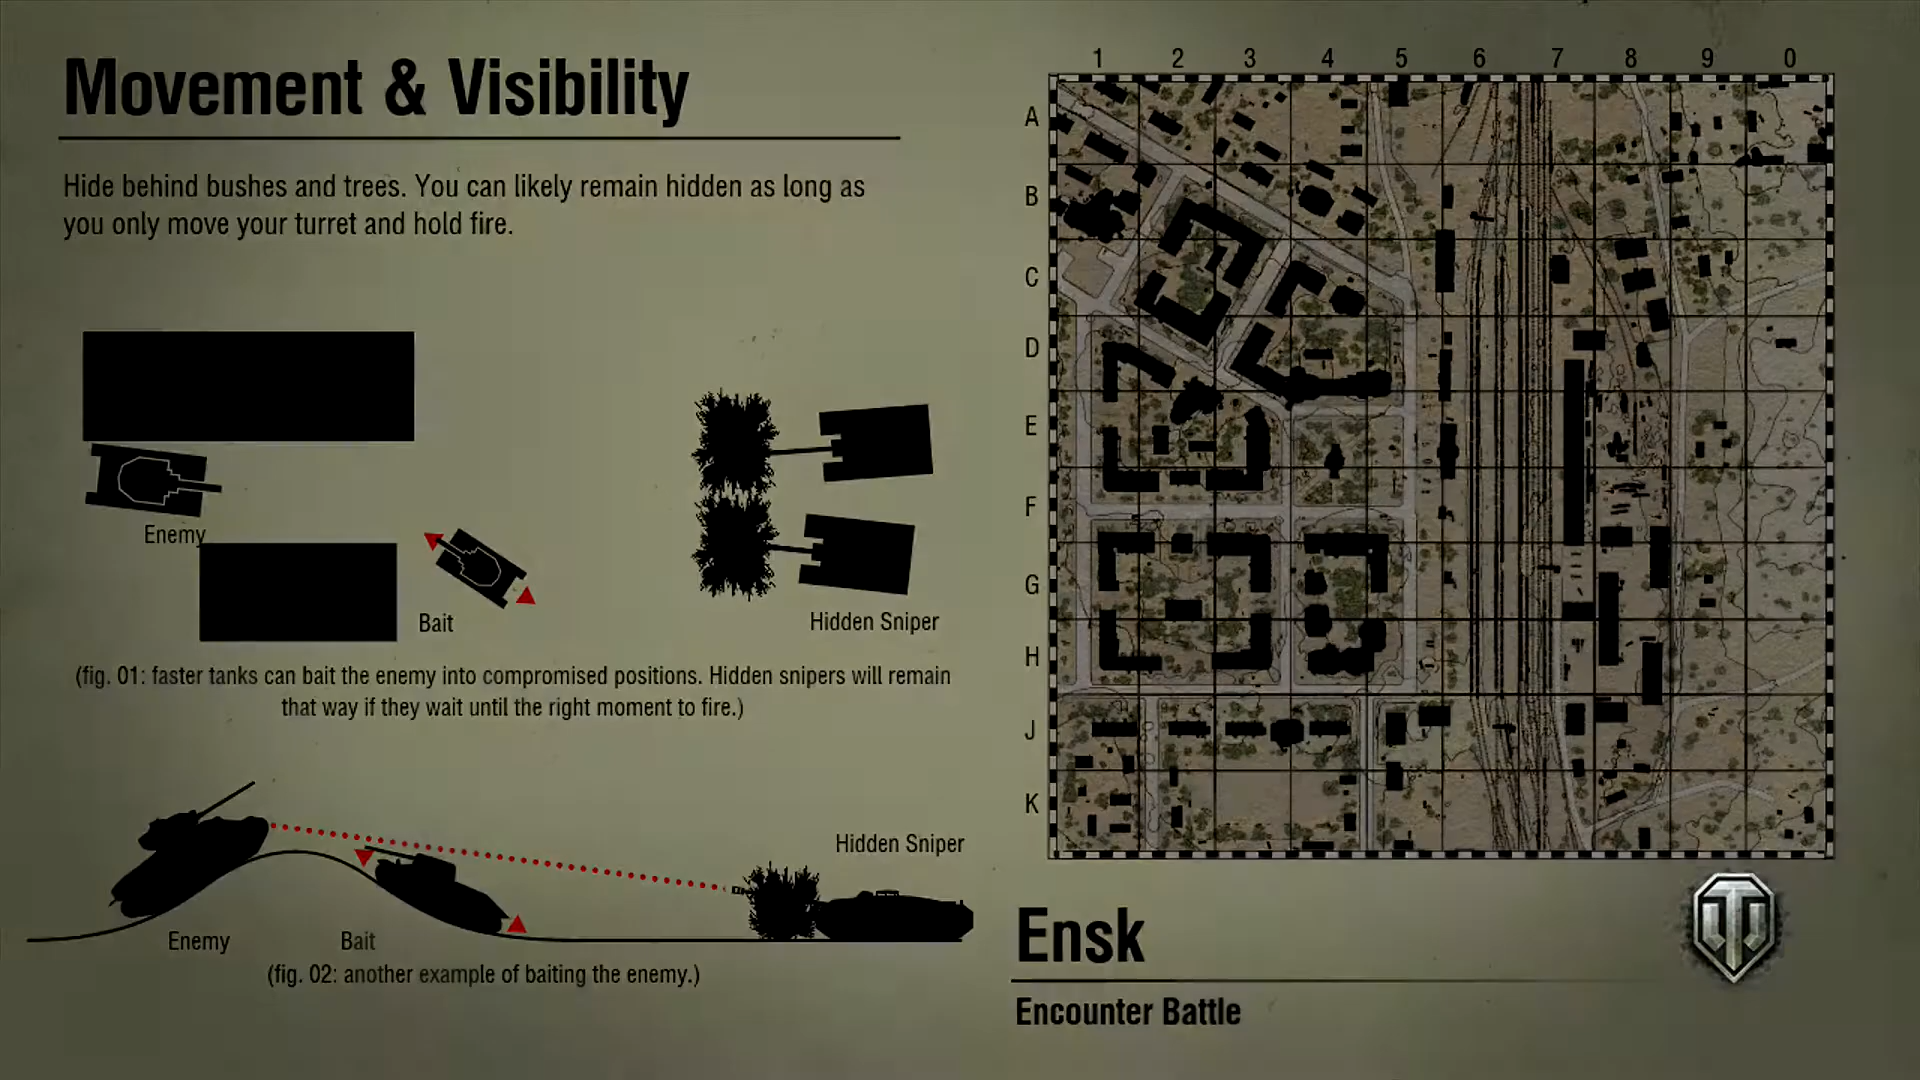 Movement & Visibility
Hide behind bushes and trees. You can likely remain hidden as long as
you only move your turret and hold fire.
Enemy
Bait
Hidden Sniper
(fig. 01: faster tanks can bait the enemy into compromised positions. Hidden snipers will remain
that way if they wait until the right moment to fire.)
Hidden Sniper
Enemy
Bait
(fig. 02: another example of baiting the enemy.)
1 2 3 4 5 6 7 8 9 0
A
B
C
D
E
F
G
H
J
K
Ensk
Encounter Battle